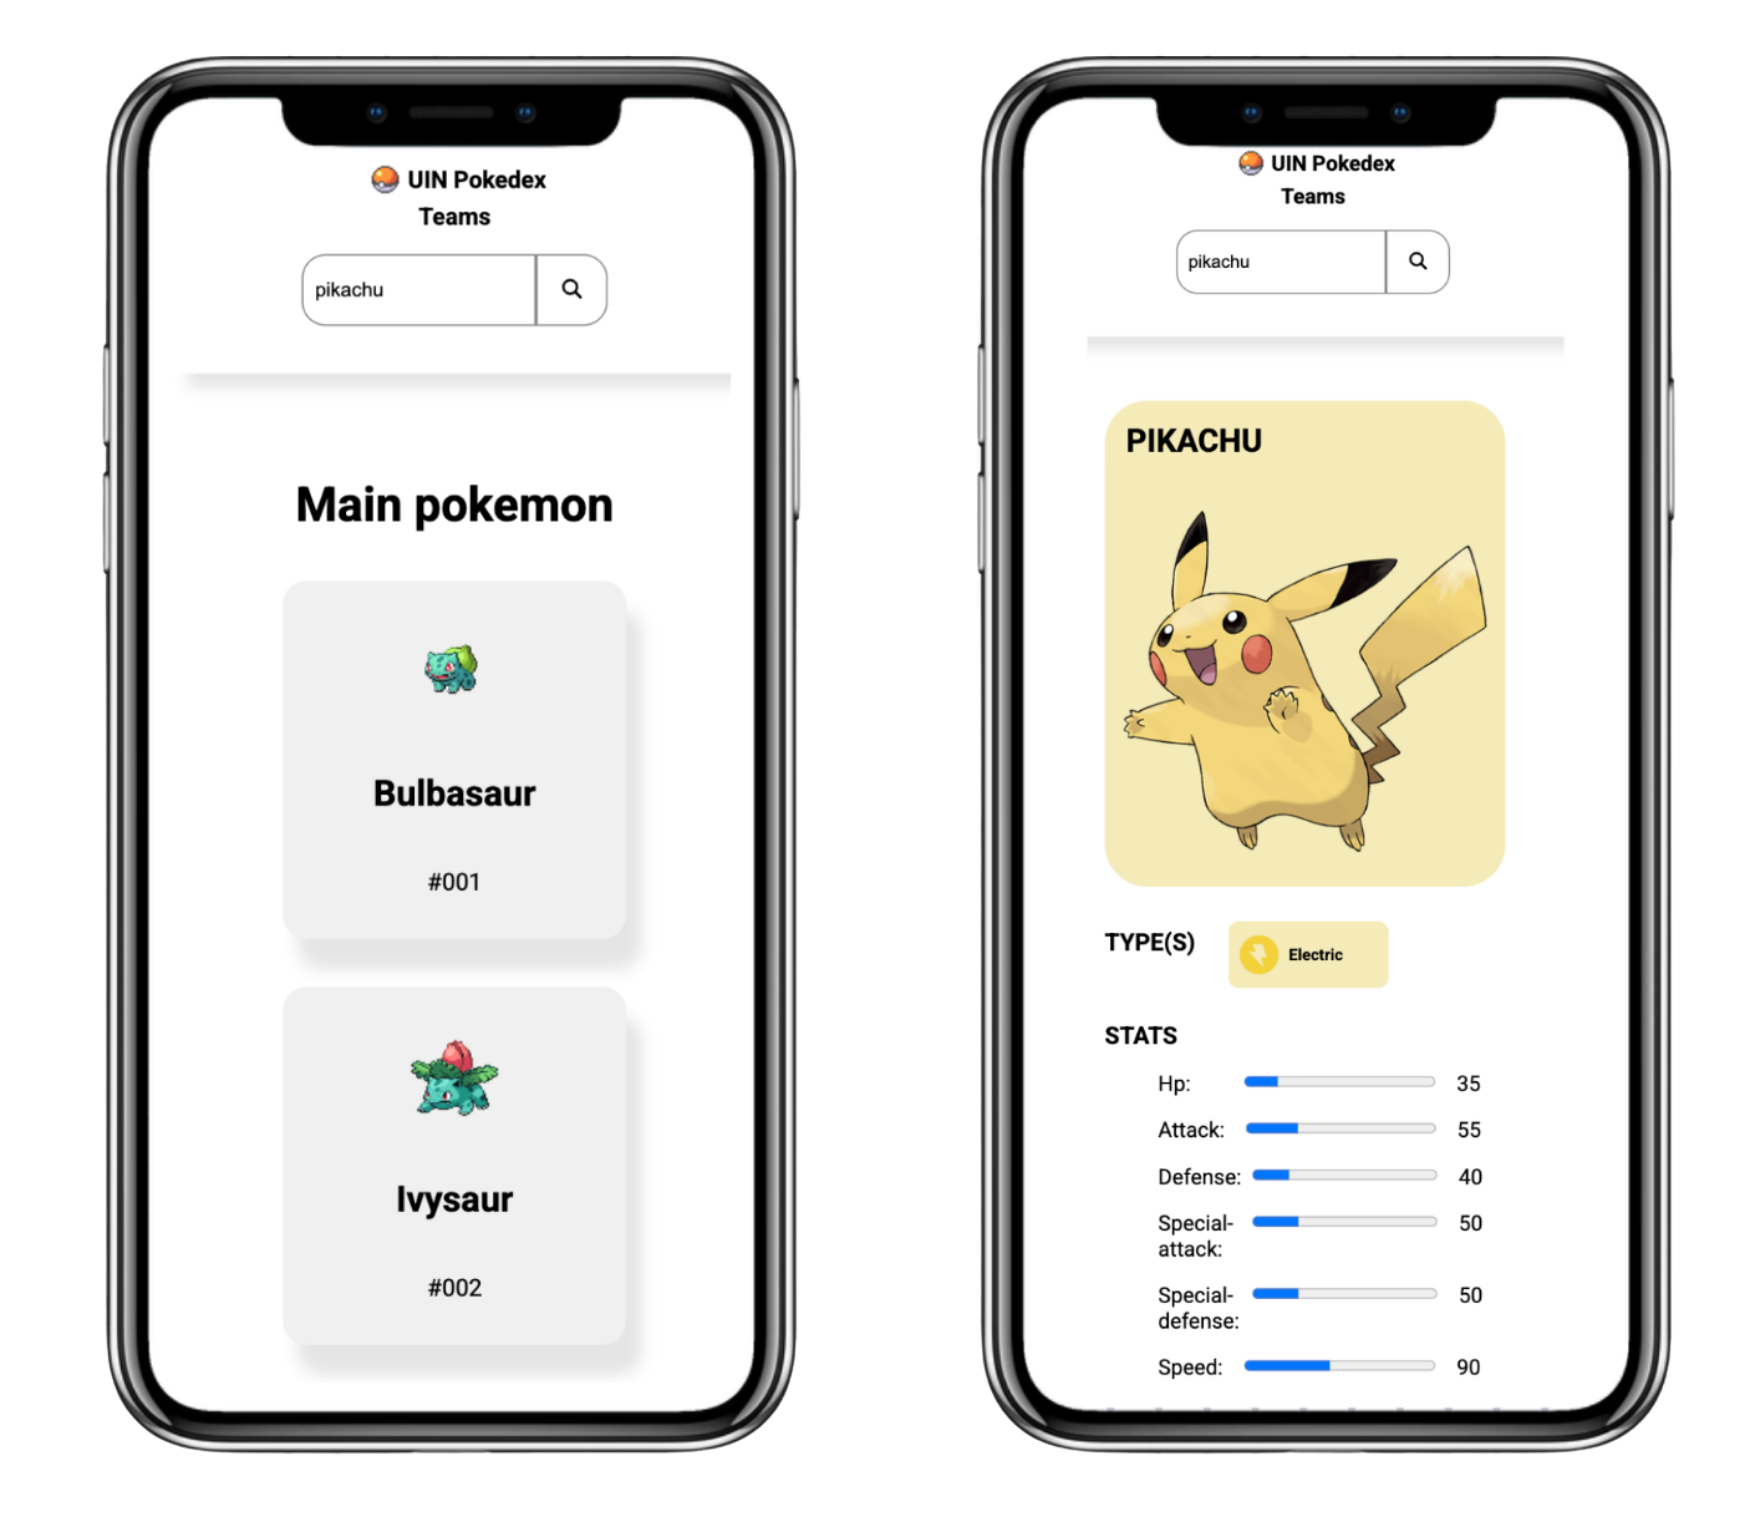 UIN Pokedex
Teams
pikachu
Main pokemon
Bulbasaur
#001
Ivysaur
#002
UIN Pokedex
Teams
pikachu
PIKACHU
TYPE(S)
Electric
STATS
Hp: 35
Attack: 55
Defense: 40
Special-
attack: 50
Special-
defense: 50
Speed: 90